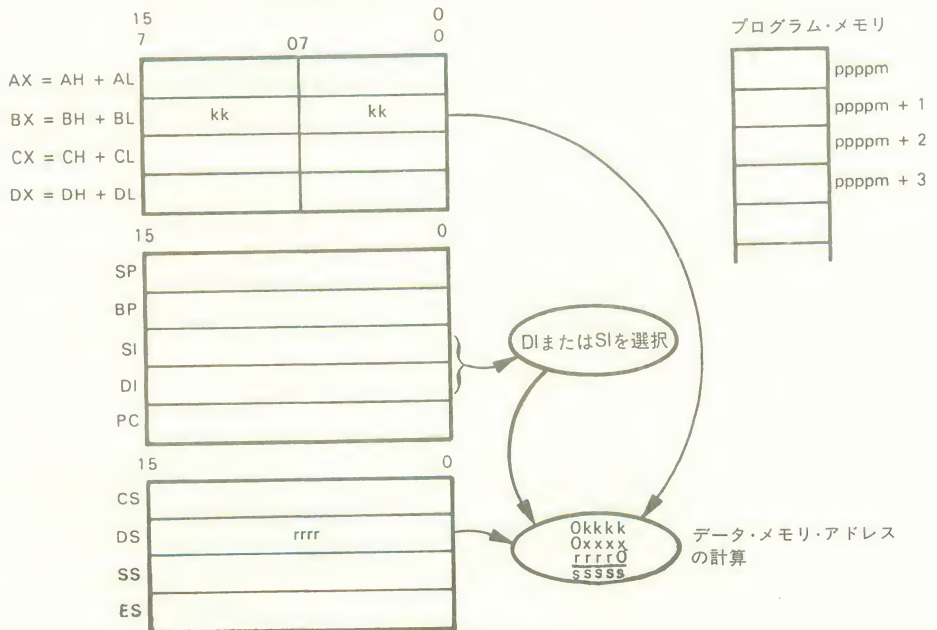 15 0
7 07 0
AX = AH + AL
BX = BH + BL kk kk
CX = CH + CL
DX = DH + DL
15 0
SP
BP
SI
DI
PC
DIまたはSIを選択
15 0
CS
DS rrrr
SS
ES
0kkkk
0xxxx
rrrr0
sssss
データ・メモリ・アドレス
の計算
プログラム・メモリ
ppppm
ppppm + 1
ppppm + 2
ppppm + 3